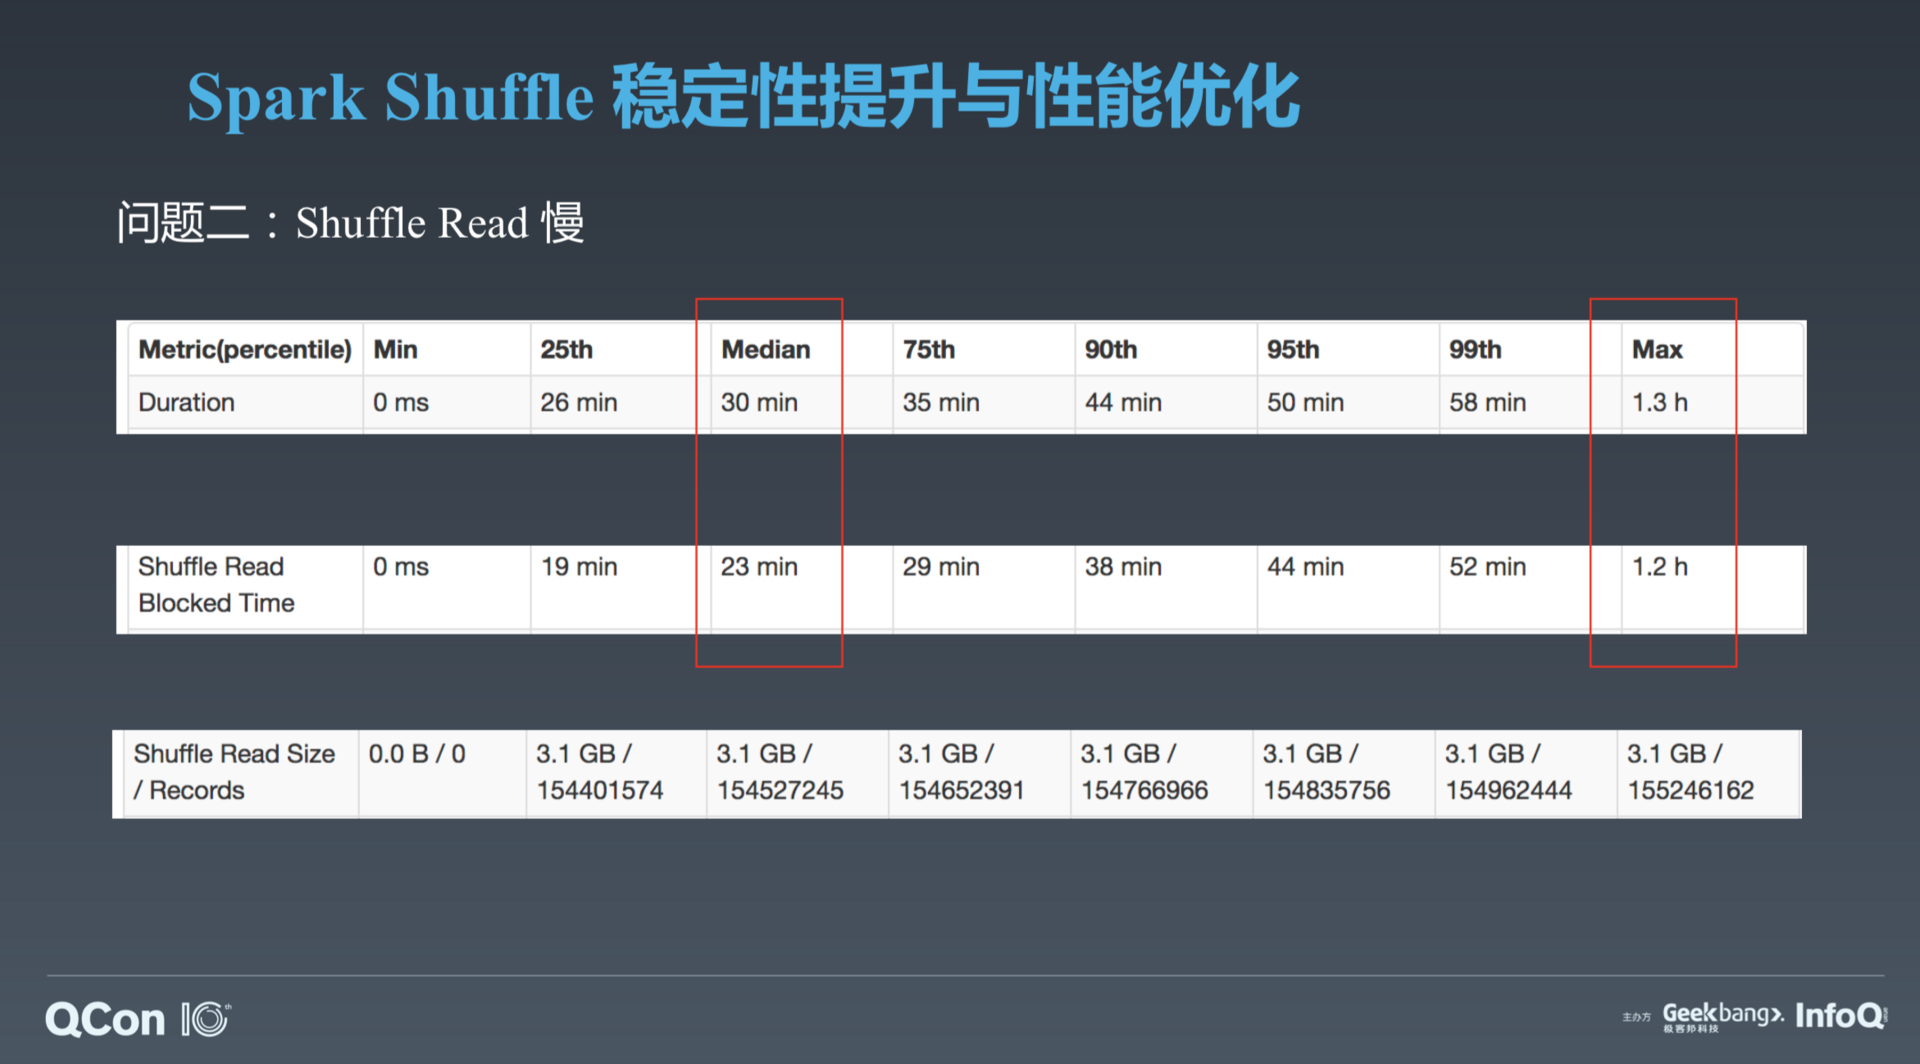 Spark Shuffle 稳定性提升与性能优化
问题二：Shuffle Read 慢
Metric(percentile) Min 25th Median 75th 90th 95th 99th Max
Duration 0 ms 26 min 30 min 35 min 44 min 50 min 58 min 1.3 h
Shuffle Read 0 ms 19 min 23 min 29 min 38 min 44 min 52 min 1.2 h
Blocked Time
Shuffle Read Size 0.0 B / 0 3.1 GB / 3.1 GB / 3.1 GB / 3.1 GB / 3.1 GB / 3.1 GB / 3.1 GB /
/ Records 154401574 154527245 154652391 154766966 154835756 154962444 155246162
QCon 10th
主办方 Geekbang>. InfoQ
极客邦科技